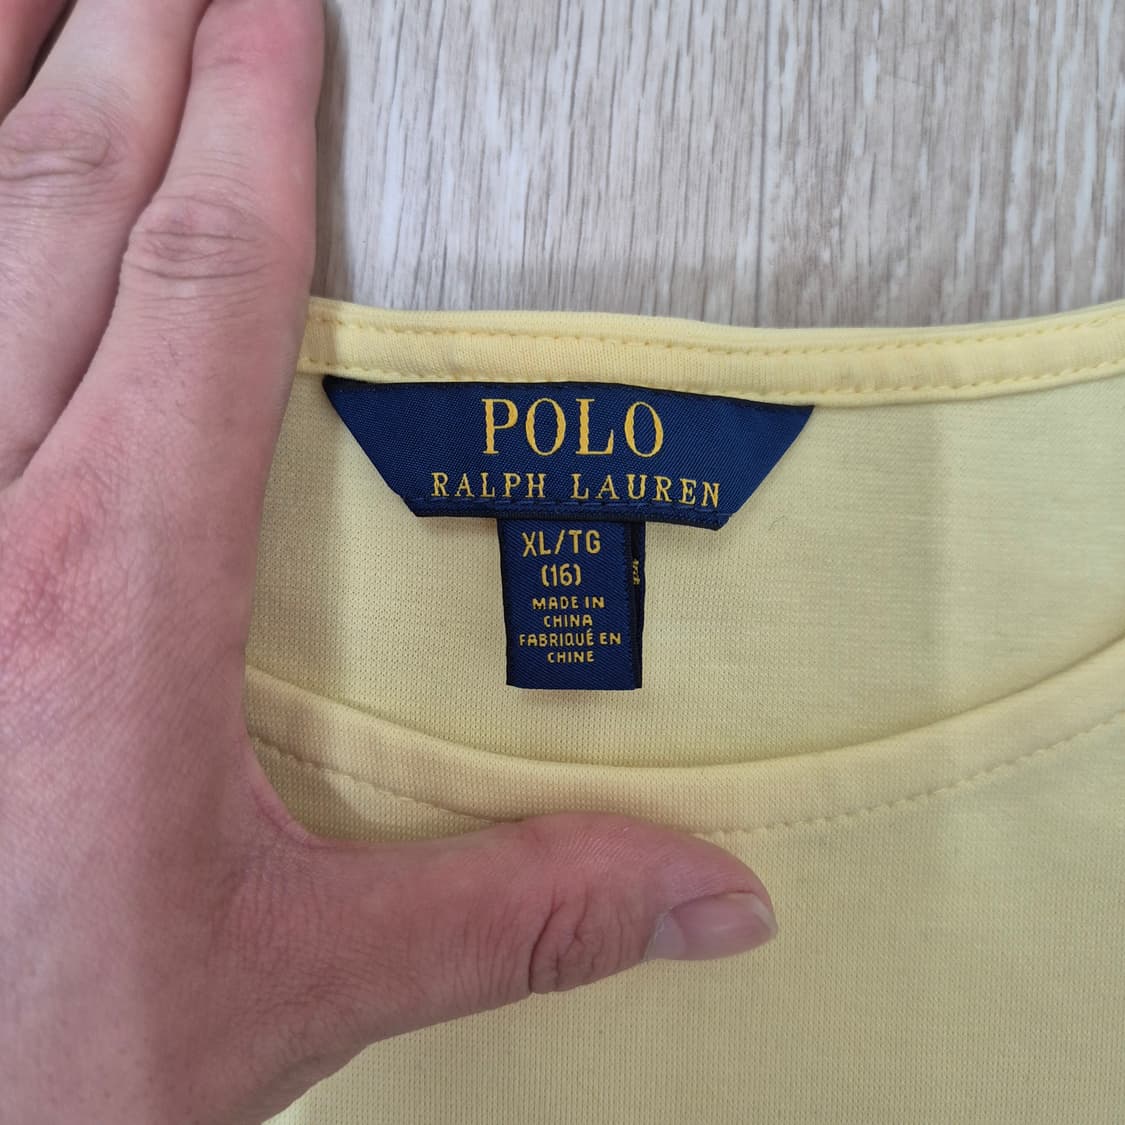 POLO
RALPH LAUREN
XL/TG
(16)
MADE IN
CHINA
FABRIQUÉ EN
CHINE